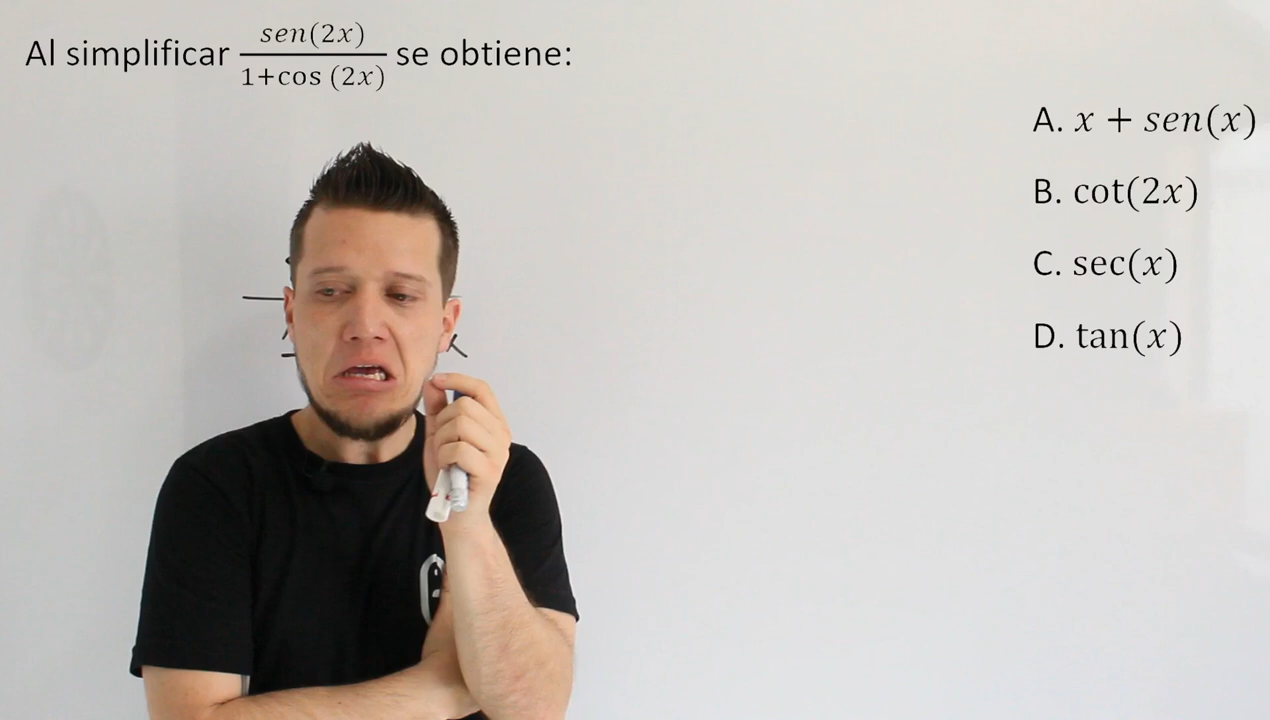 Al simplificar sen(2x)/1+cos (2x) se obtiene:
A. x + sen(x)
B. cot(2x)
C. sec(x)
D. tan(x)